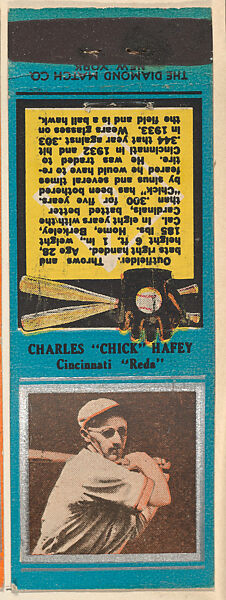 THE DIAMOND MATCH CO.
NEW YORK
Outfielder. Throws and
bats right handed. Age, 28,
height 6 ft. 1 in., weight
185 lbs. Home, Berkeley,
Cal. In eight years with the
Cardinals, batted better
than .300 for five years.
"Chick," has been bothered
by sinus and several times
feared he would have to re-
tire. He was traded to
Cincinnati in 1932 and hit
.344 that year against .303
in 1933. Wears glasses on
the field and is a ball hawk.
CHARLES "CHICK" HAFEY
Cincinnati "Reds"